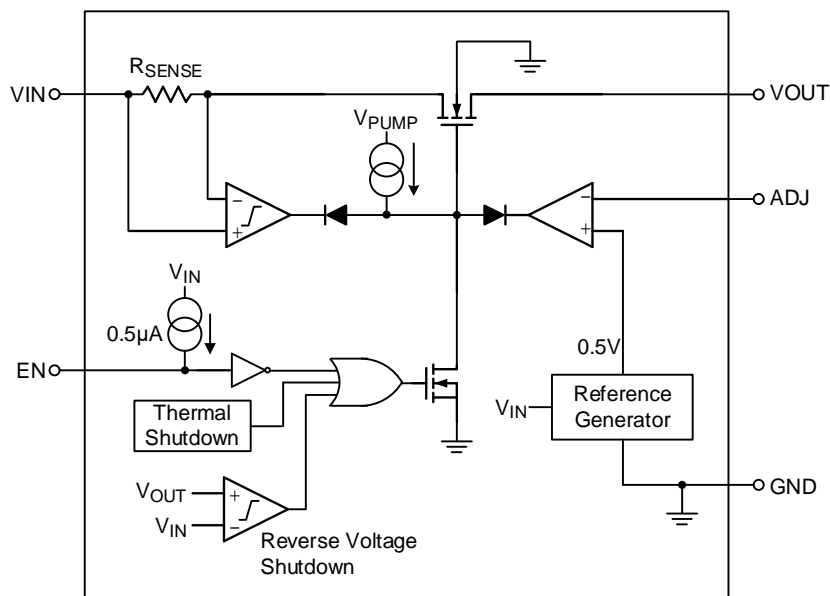 RSENSE
VIN
VOUT
VPUMP
ADJ
-
+
-
+
VIN
0.5µA
0.5V
EN
Thermal
Shutdown
VIN
Reference
Generator
VOUT
+
VIN
-
GND
Reverse Voltage
Shutdown